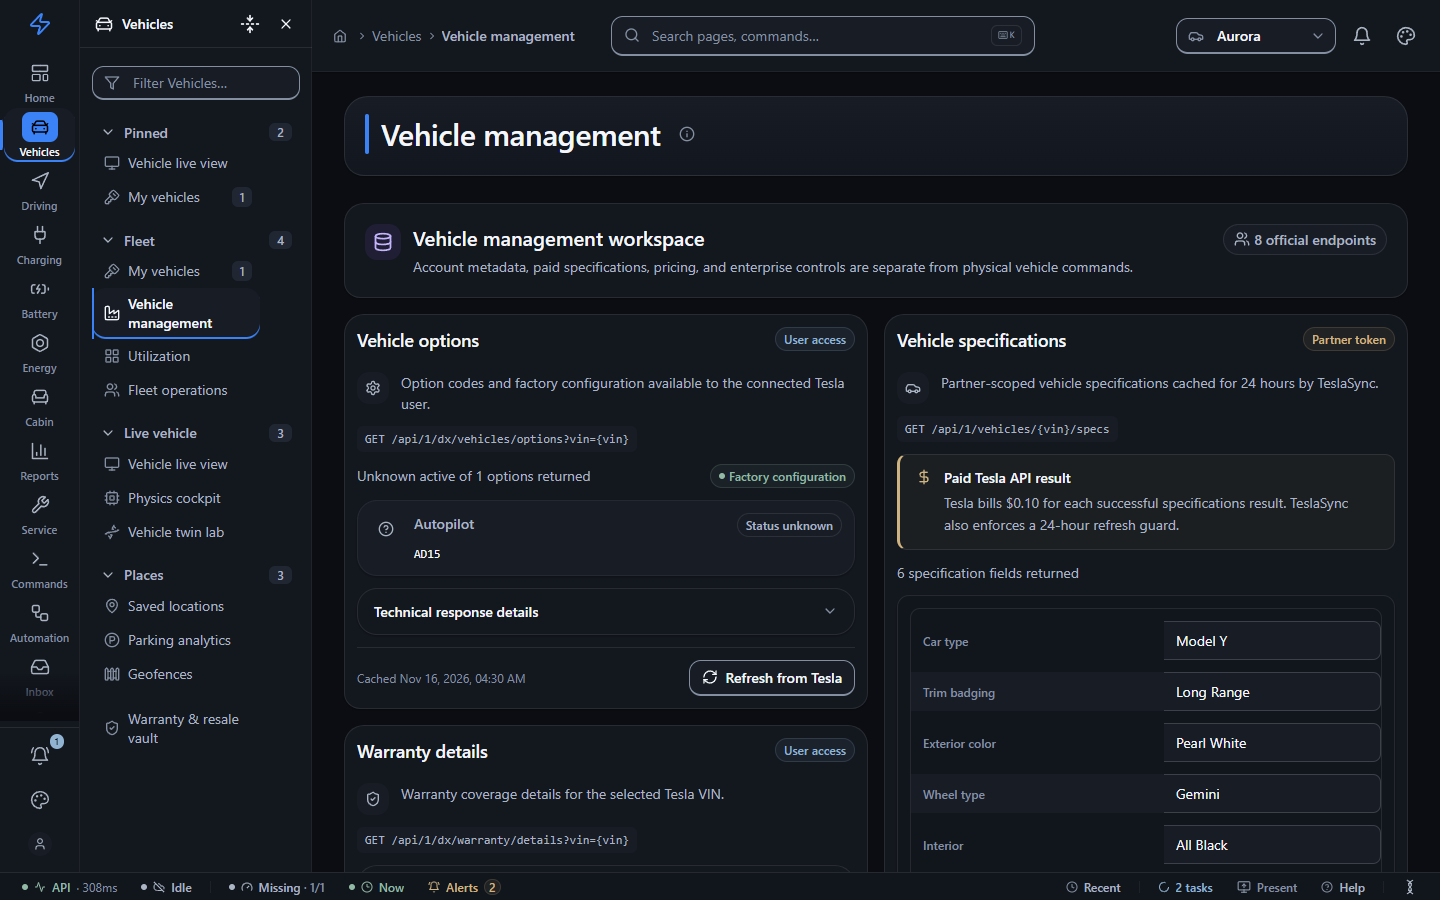 Vehicles
Vehicles
Vehicle management
Search pages, commands...
K
Aurora
Home
Vehicles
Driving
Charging
Battery
Energy
Cabin
Reports
Service
Commands
Automation
Inbox
1
Filter Vehicles...
Pinned
2
Vehicle live view
My vehicles
1
Fleet
4
My vehicles
1
Vehicle
management
Utilization
Fleet operations
Live vehicle
3
Vehicle live view
Physics cockpit
Vehicle twin lab
Places
3
Saved locations
Parking analytics
Geofences
Warranty & resale
vault
Vehicle management
Vehicle management workspace
8 official endpoints
Account metadata, paid specifications, pricing, and enterprise controls are separate from physical vehicle commands.
Vehicle options
User access
Option codes and factory configuration available to the connected Tesla
user.
GET /api/1/dx/vehicles/options?vin={vin}
Unknown active of 1 options returned
Factory configuration
Autopilot
Status unknown
AD15
Technical response details
Cached Nov 16, 2026, 04:30 AM
Refresh from Tesla
Warranty details
User access
Warranty coverage details for the selected Tesla VIN.
GET /api/1/dx/warranty/details?vin={vin}
Vehicle specifications
Partner token
Partner-scoped vehicle specifications cached for 24 hours by TeslaSync.
GET /api/1/vehicles/{vin}/specs
Paid Tesla API result
Tesla bills $0.10 for each successful specifications result. TeslaSync
also enforces a 24-hour refresh guard.
6 specification fields returned
Car type
Model Y
Trim badging
Long Range
Exterior color
Pearl White
Wheel type
Gemini
Interior
All Black
API · 308ms
Idle
Missing · 1/1
Now
Alerts 2
Recent
2 tasks
Present
Help